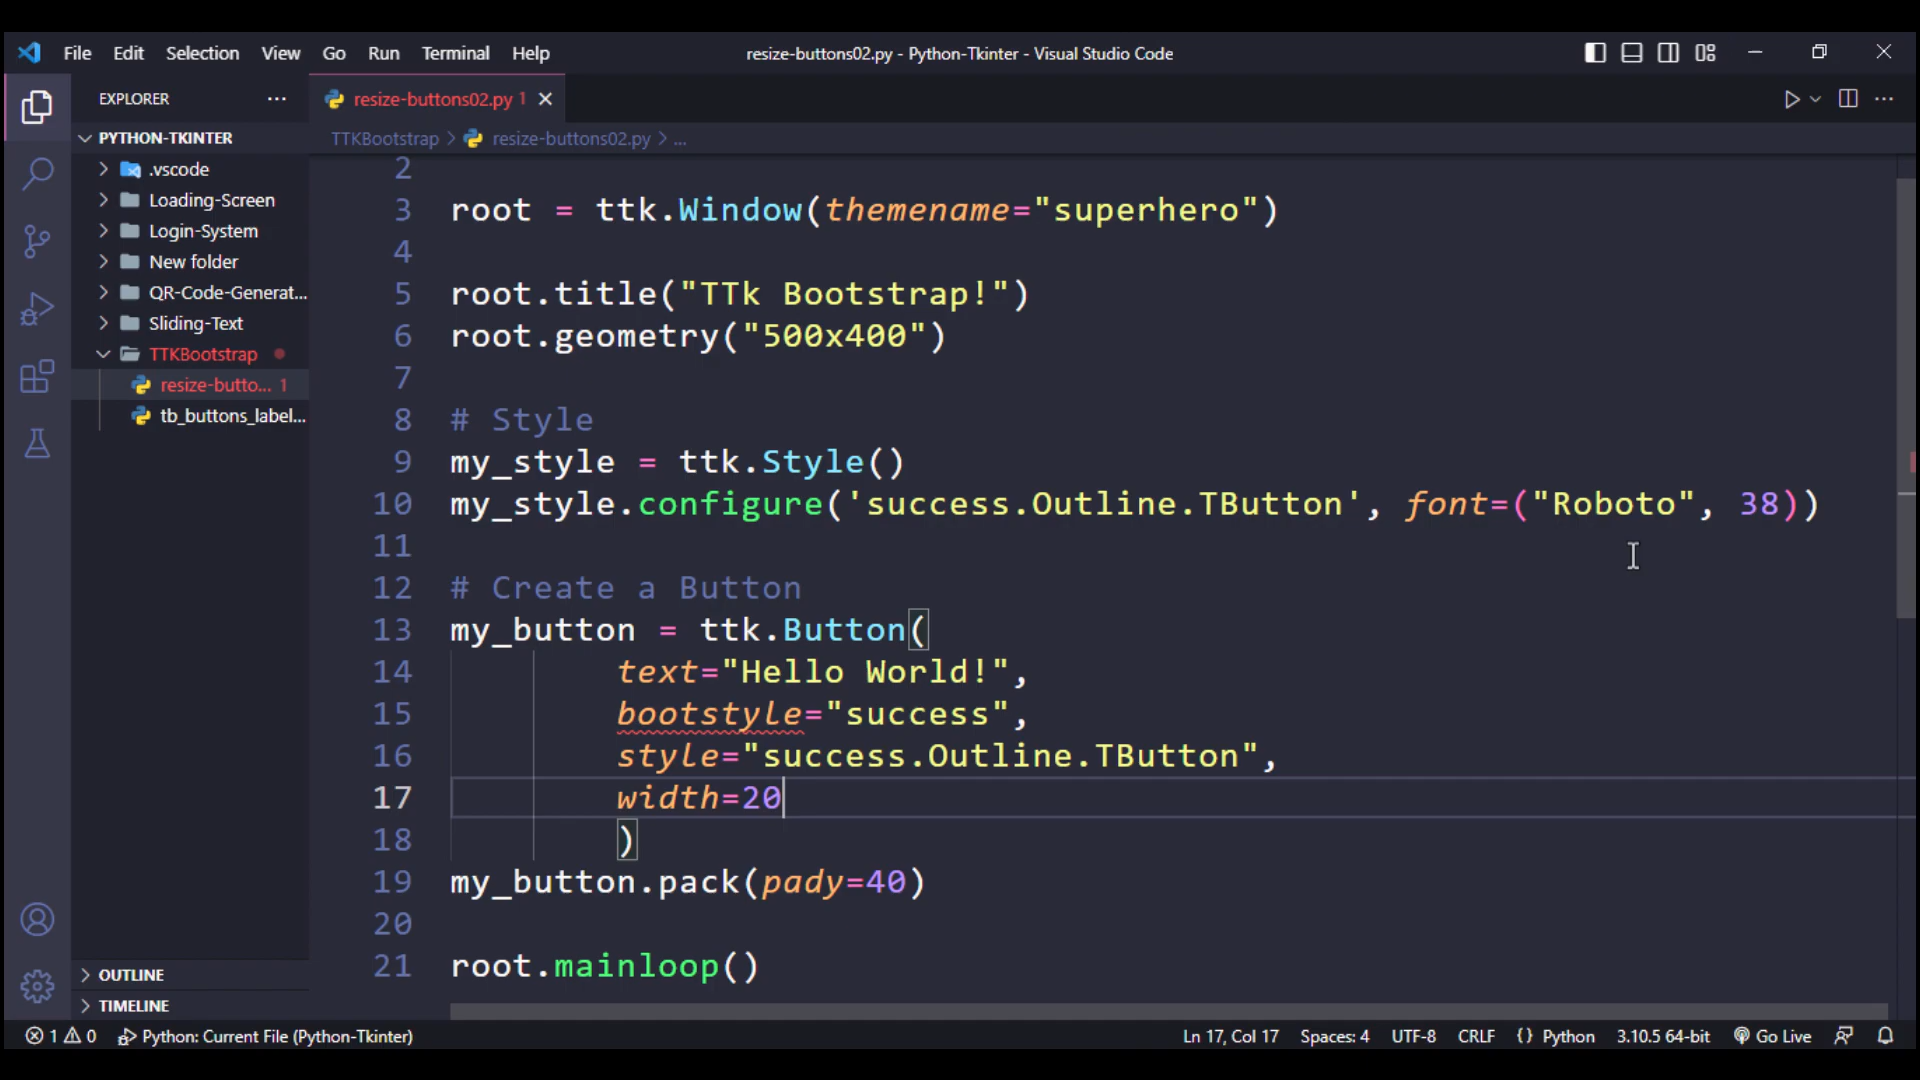 File Edit Selection View Go Run Terminal Help
resize-buttons02.py - Python-Tkinter - Visual Studio Code
EXPLORER
resize-buttons02.py 1
PYTHON-TKINTER
TTKBootstrap > resize-buttons02.py > ...
.vscode
Loading-Screen
Login-System
New folder
QR-Code-Generat...
Sliding-Text
TTKBootstrap
resize-butto... 1
tb_buttons_label...
OUTLINE
TIMELINE
2
3 root = ttk.Window(themename="superhero")
4
5 root.title("TTk Bootstrap!")
6 root.geometry("500x400")
7
8 # Style
9 my_style = ttk.Style()
10 my_style.configure('success.Outline.TButton', font=("Roboto", 38))
11
12 # Create a Button
13 my_button = ttk.Button(
14 text="Hello World!",
15 bootstyle="success",
16 style="success.Outline.TButton",
17 width=20
18 )
19 my_button.pack(pady=40)
20
21 root.mainloop()
1 0 Python: Current File (Python-Tkinter)
Ln 17, Col 17 Spaces: 4 UTF-8 CRLF {} Python 3.10.5 64-bit Go Live